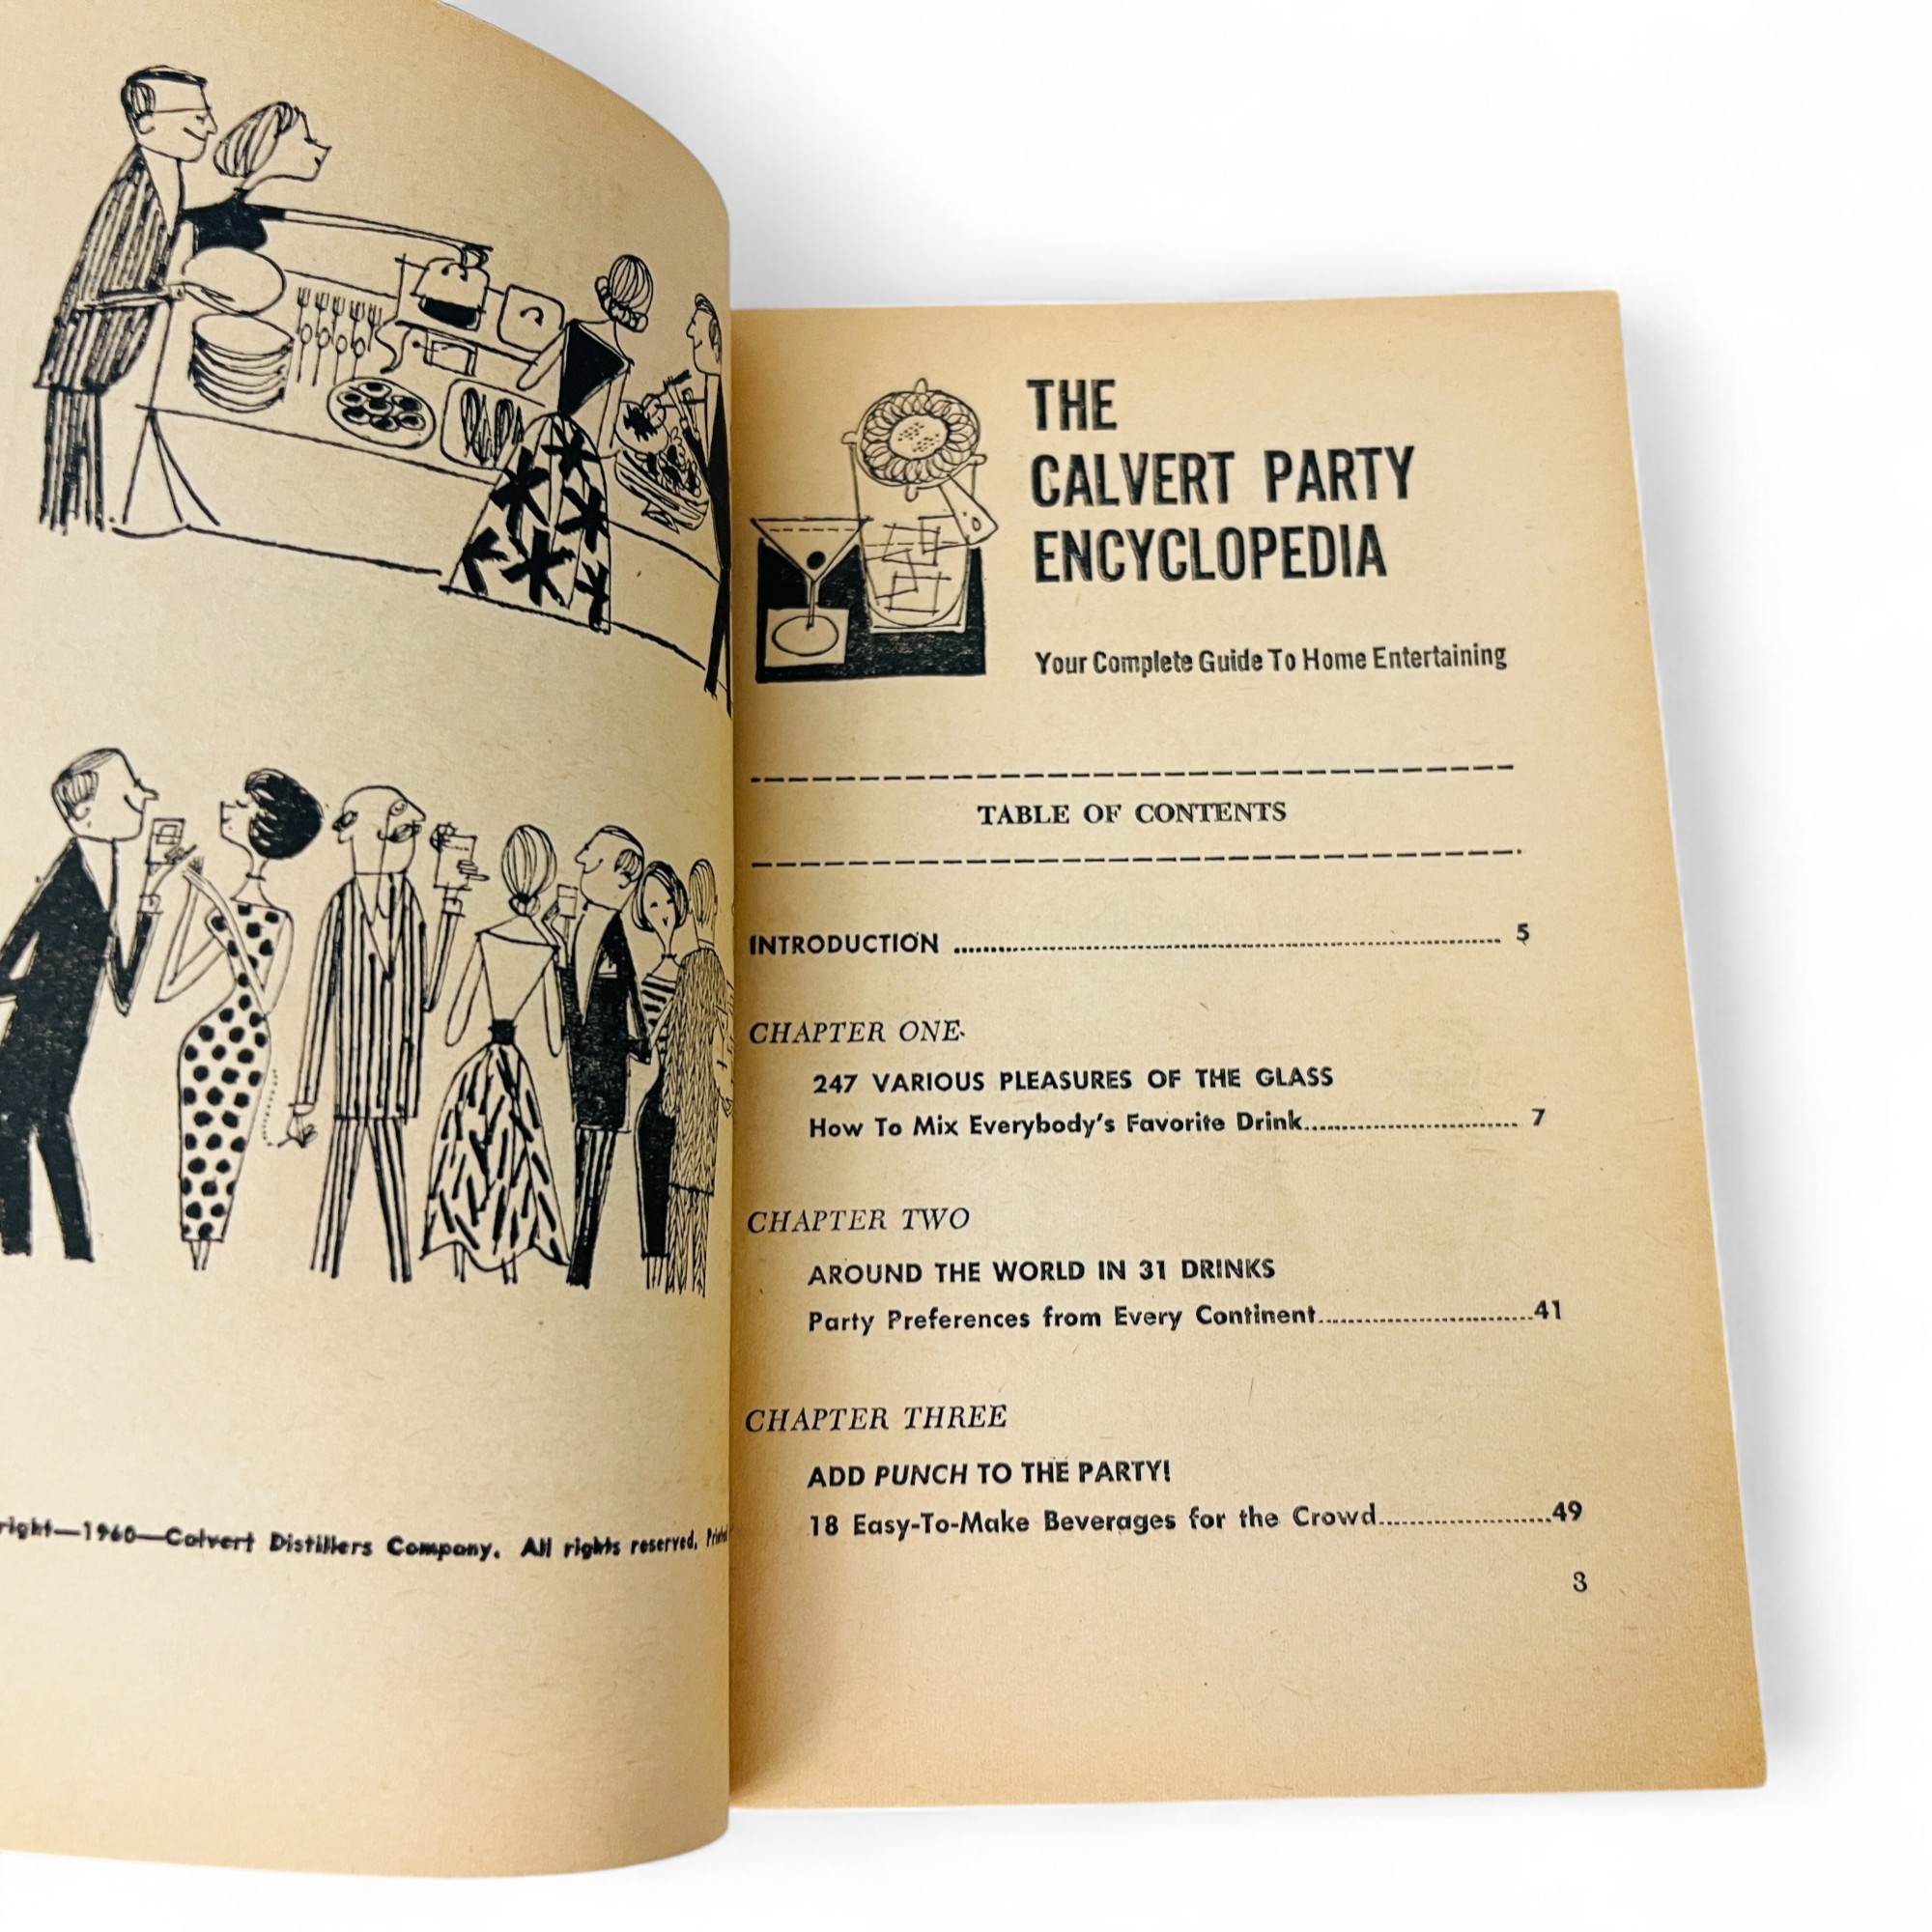 right—1960—Calvert Distillers Company. All rights reserved.
THE
CALVERT PARTY
ENCYCLOPEDIA
Your Complete Guide To Home Entertaining
TABLE OF CONTENTS
INTRODUCTION ........................................ 5
CHAPTER ONE
247 VARIOUS PLEASURES OF THE GLASS
How To Mix Everybody's Favorite Drink.............................. 7
CHAPTER TWO
AROUND THE WORLD IN 31 DRINKS
Party Preferences from Every Continent..............................41
CHAPTER THREE
ADD PUNCH TO THE PARTY!
18 Easy-To-Make Beverages for the Crowd........................49
3